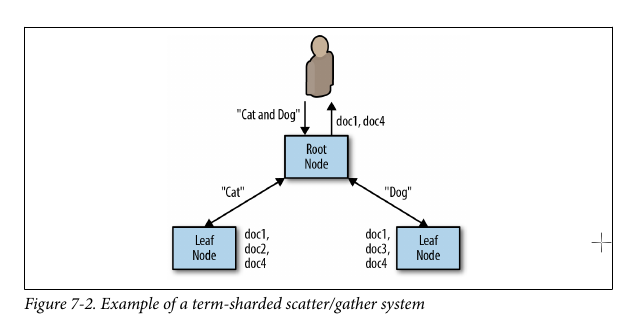 "Cat and Dog"
doc1, doc4
Root
Node
"Cat"
"Dog"
Leaf
Node
doc1,
doc2,
doc4
doc1,
doc3,
doc4
Leaf
Node
Figure 7-2. Example of a term-sharded scatter/gather system